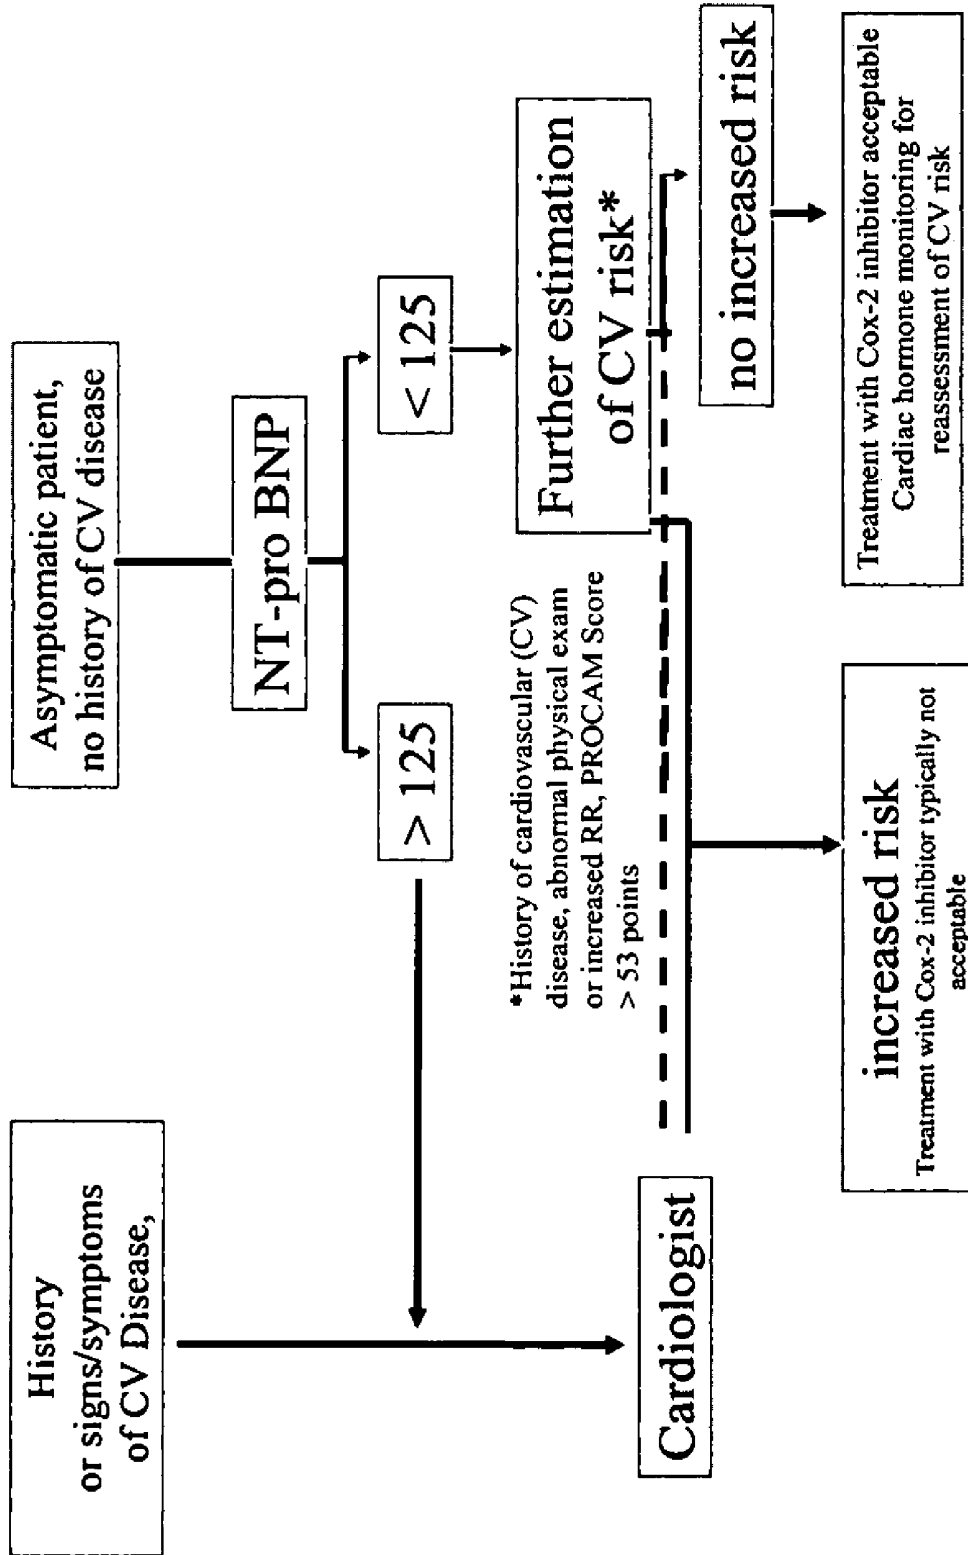 History
or signs/symptoms
of CV Disease,
Asymptomatic patient,
no history of CV disease
NT-pro BNP
> 125
< 125
*History of cardiovascular (CV)
disease, abnormal physical exam
or increased RR, PROCAM Score
> 53 points
Further estimation
of CV risk*
Cardiologist
no increased risk
increased risk
Treatment with Cox-2 inhibitor typically not
acceptable
Treatment with Cox-2 inhibitor acceptable
Cardiac hormone monitoring for
reassessment of CV risk